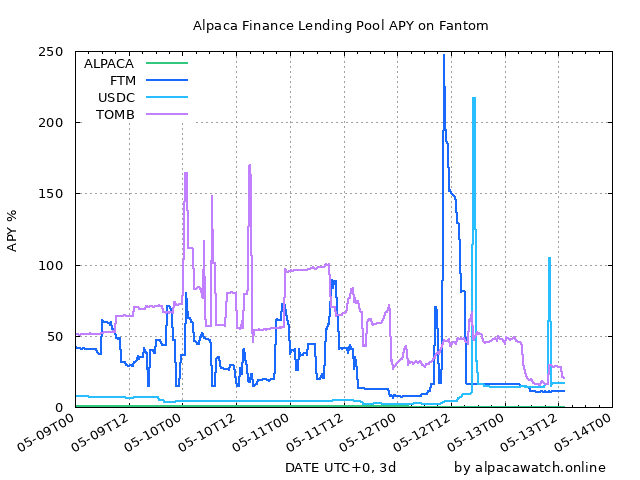 Alpaca Finance Lending Pool APY on Fantom
ALPACA
FTM
USDC
TOMB
APY %
250
200
150
100
50
0
05-09T00
05-09T12
05-10T00
05-10T12
05-11T00
05-11T12
05-12T00
05-12T12
05-13T00
05-13T12
05-14T00
DATE UTC+0, 3d
by alpacawatch.online